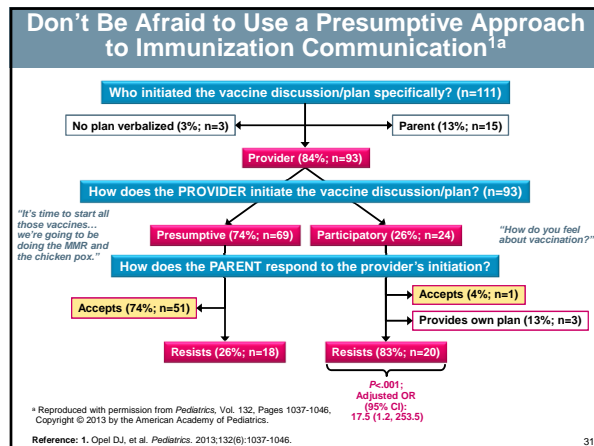 Don't Be Afraid to Use a Presumptive Approach
to Immunization Communication1a
Who initiated the vaccine discussion/plan specifically? (n=111)
No plan verbalized (3%; n=3)
Parent (13%; n=15)
Provider (84%; n=93)
How does the PROVIDER initiate the vaccine discussion/plan? (n=93)
"It's time to start all
those vaccines…
we're going to be
doing the MMR and
the chicken pox."
Presumptive (74%; n=69)
Participatory (26%; n=24)
"How do you feel
about vaccination?"
How does the PARENT respond to the provider's initiation?
Accepts (74%; n=51)
Accepts (4%; n=1)
Provides own plan (13%; n=3)
Resists (26%; n=18)
Resists (83%; n=20)
P<.001;
Adjusted OR
(95% CI):
17.5 (1.2, 253.5)
a Reproduced with permission from Pediatrics, Vol. 132, Pages 1037-1046,
Copyright © 2013 by the American Academy of Pediatrics.
Reference: 1. Opel DJ, et al. Pediatrics. 2013;132(6):1037-1046.
31